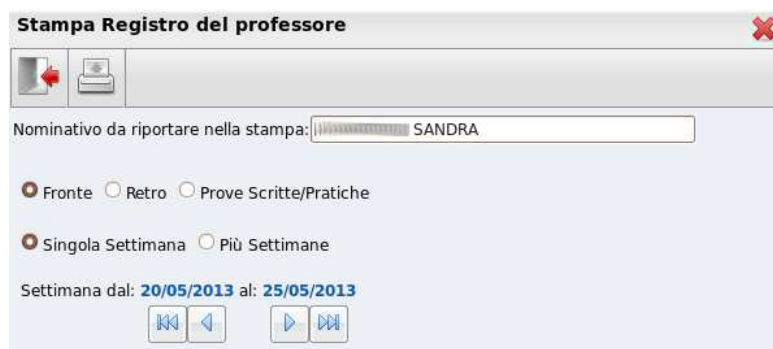 Stampa Registro del professore
Nominativo da riportare nella stampa: SANDRA
Fronte Retro Prove Scritte/Pratiche
Singola Settimana Più Settimane
Settimana dal: 20/05/2013 al: 25/05/2013